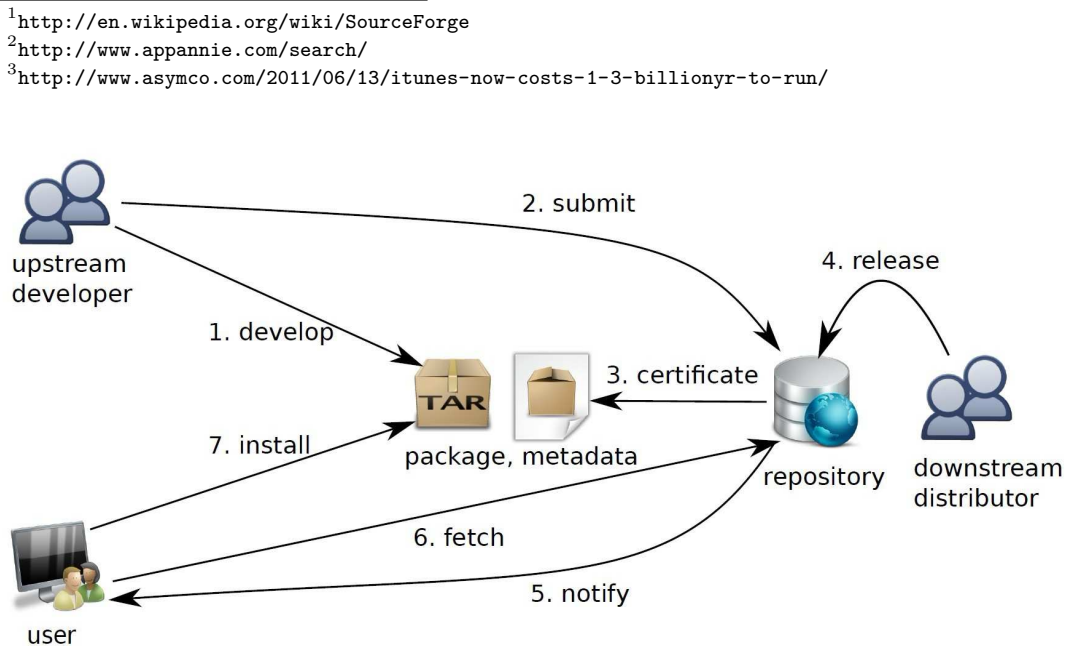 1http://en.wikipedia.org/wiki/SourceForge
2http://www.appannie.com/search/
3http://www.asymco.com/2011/06/13/itunes-now-costs-1-3-billionyr-to-run/
2. submit
4. release
upstream
developer
1. develop
3. certificate
TAR
7. install
package, metadata
repository
downstream
distributor
6. fetch
5. notify
user